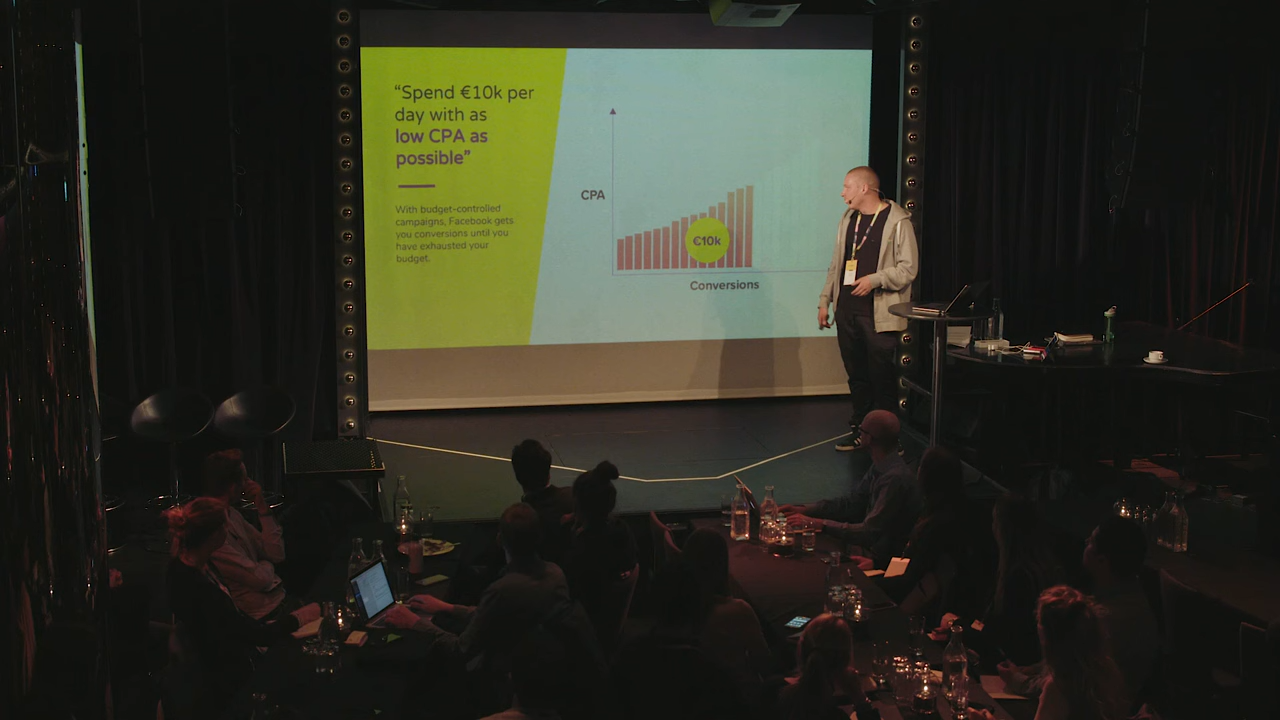 “Spend €10k per
day with as
low CPA as
possible”
With budget-controlled
campaigns, Facebook gets
you conversions until you
have exhausted your
budget.
CPA
€10k
Conversions